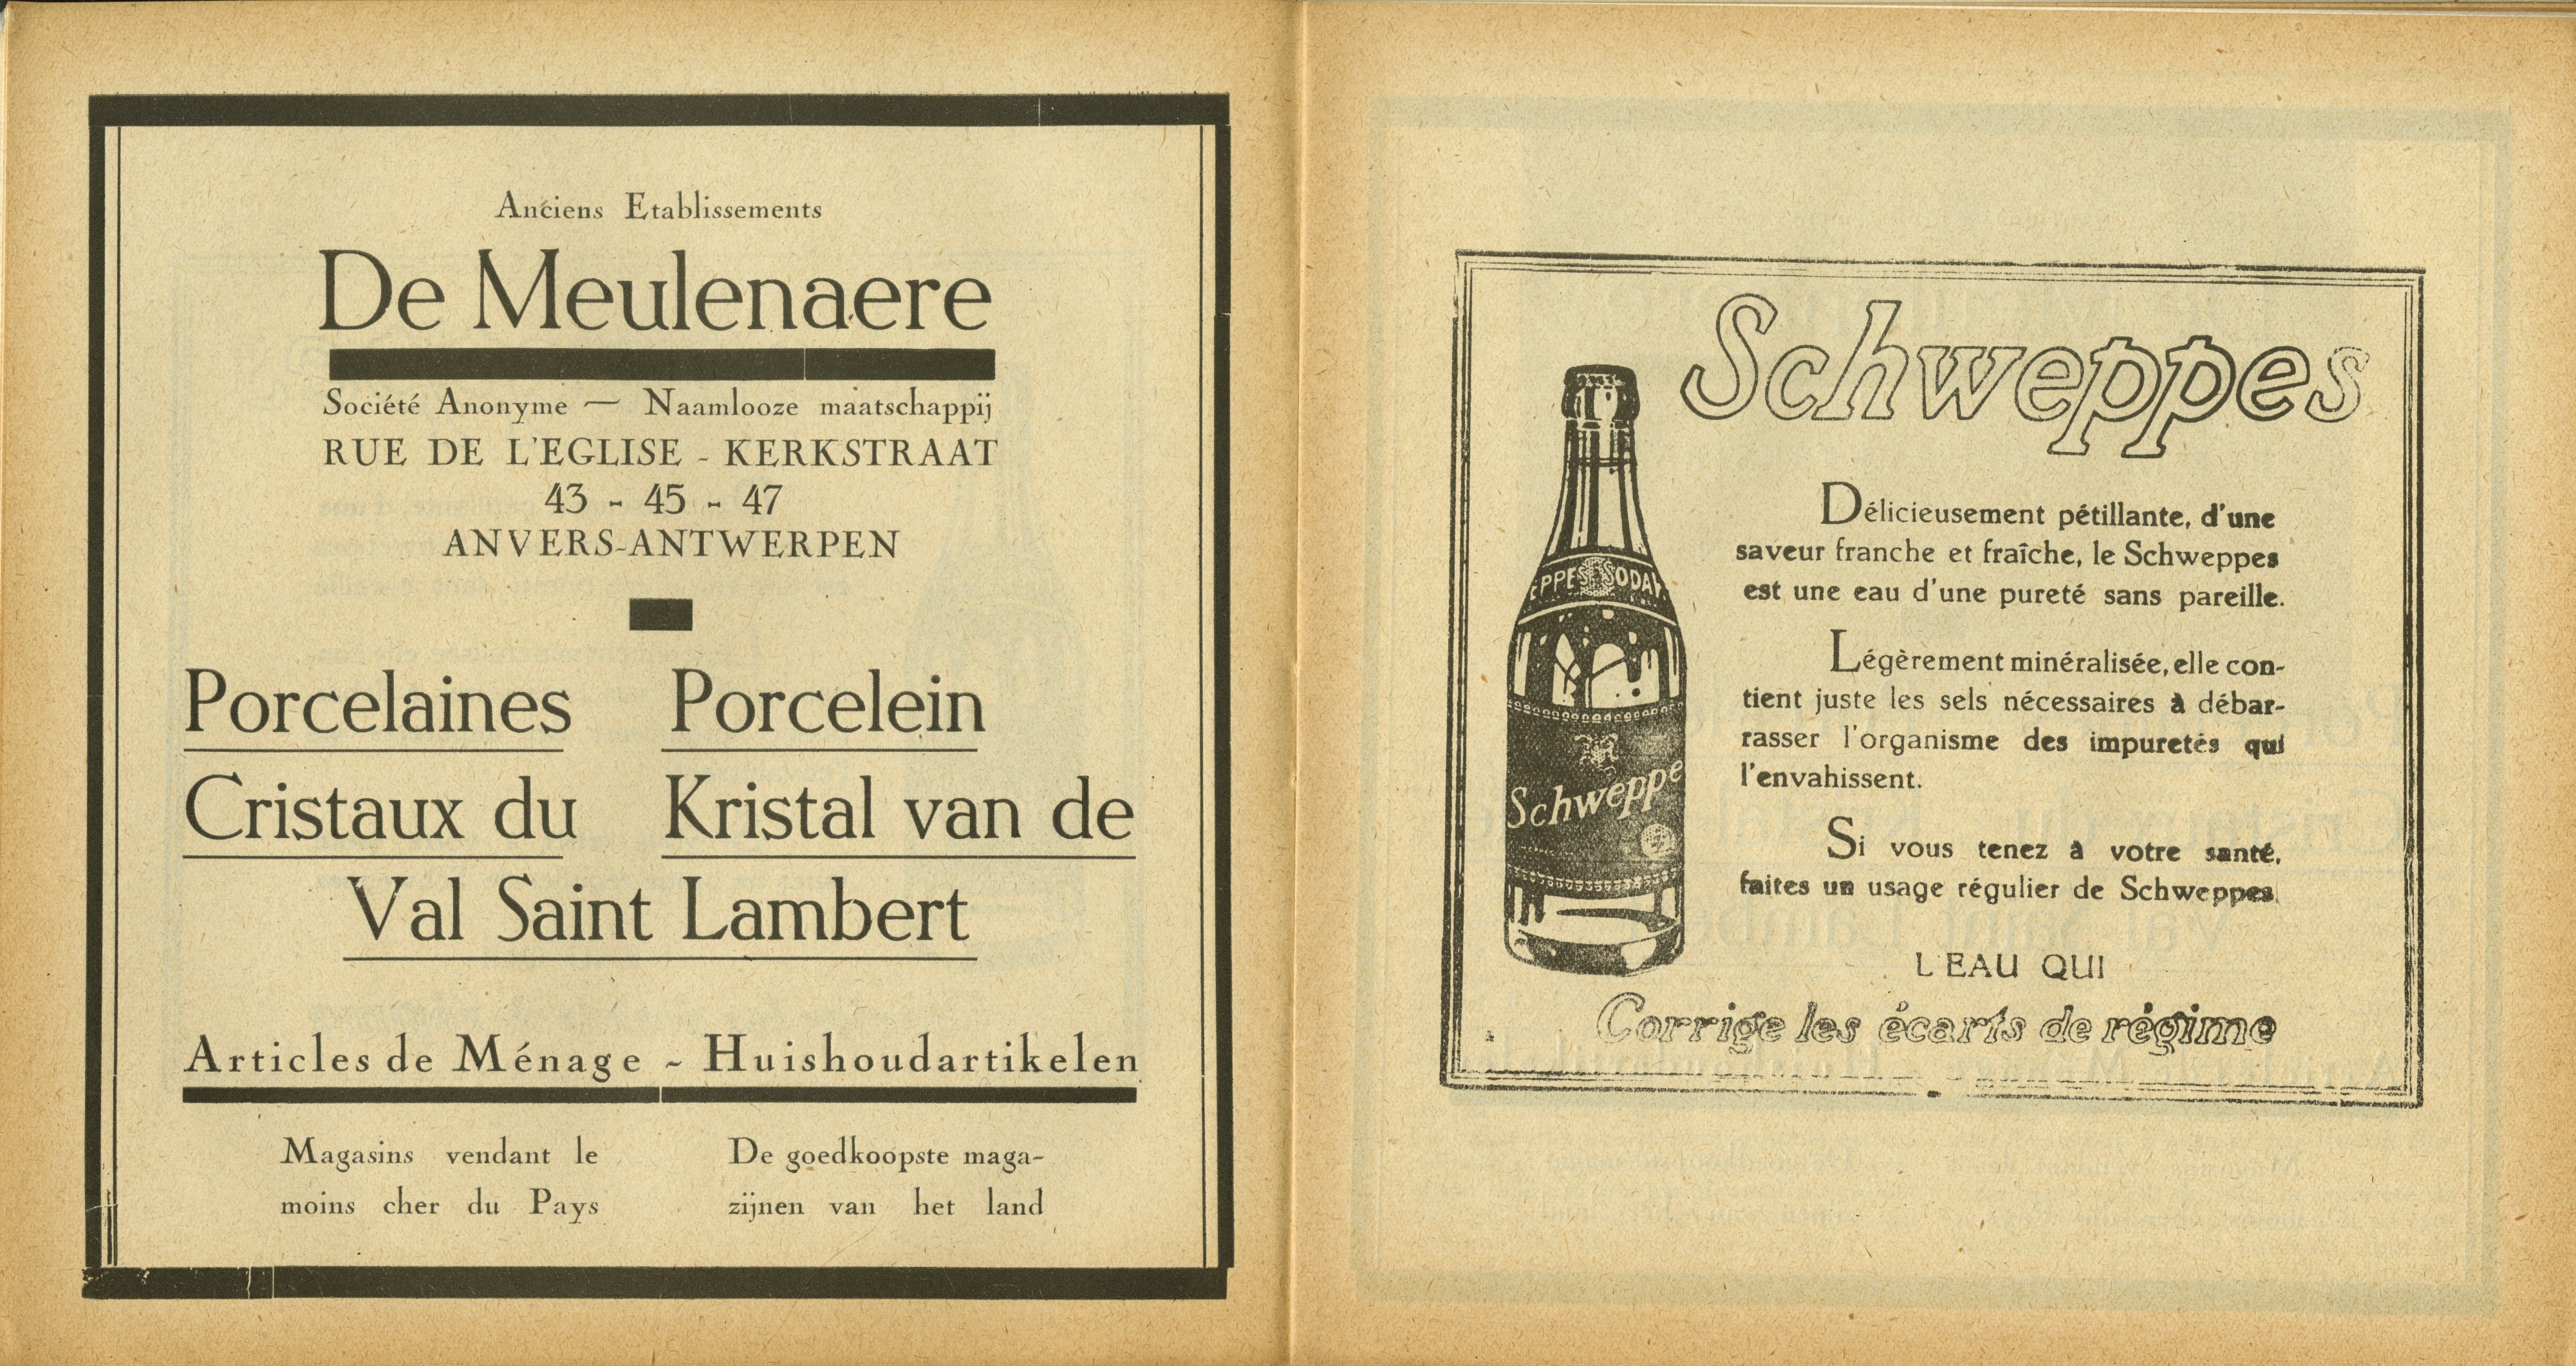 Anciens Etablissements
De Meulenaere
Société Anonyme — Naamlooze maatschappij
RUE DE L'EGLISE - KERKSTRAAT
43 - 45 - 47
ANVERS-ANTWERPEN
Porcelaines Porcelein
Cristaux du Kristal van de
Val Saint Lambert
Articles de Ménage - Huishoudartikelen
Magasins vendant le
moins cher du Pays
De goedkoopste maga-
zijnen van het land
Schweppes
EPPES SODA
Schweppe
Délicieusement pétillante, d'une
saveur franche et fraîche, le Schweppes
est une eau d'une pureté sans pareille.
Légèrement minéralisée, elle con-
tient juste les sels nécessaires à débar-
rasser l'organisme des impuretés qui
l'envahissent.
Si vous tenez à votre santé,
faites un usage régulier de Schweppes.
L'EAU QUI
Corrige les écarts de régime